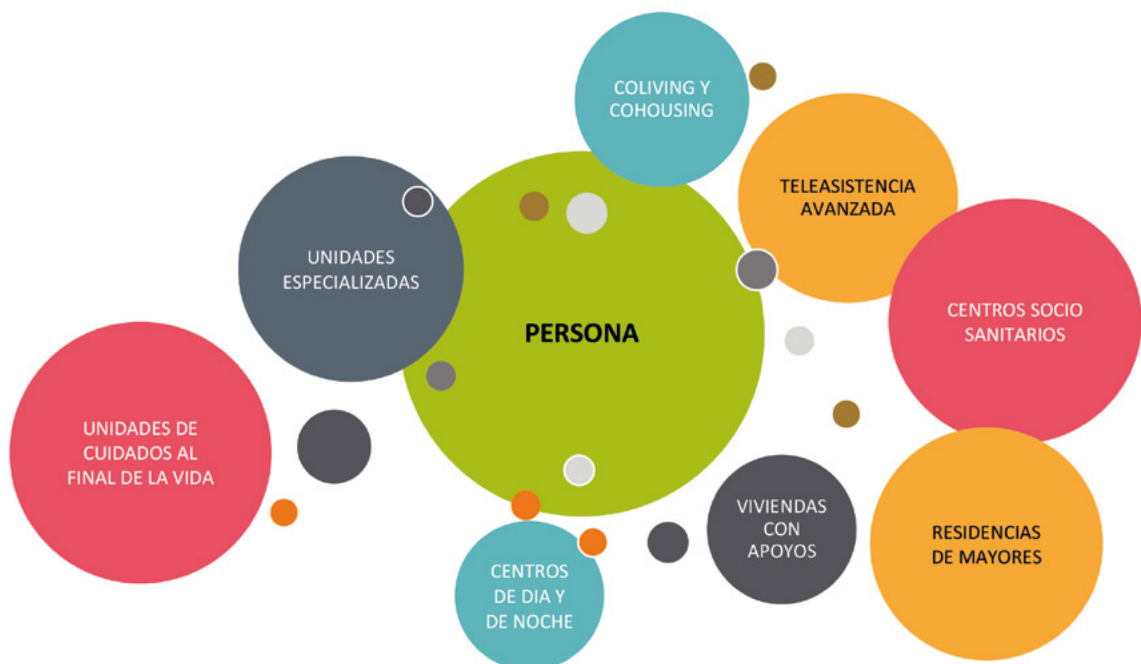 COLIVING Y
COHOUSING
TELEASISTENCIA
AVANZADA
UNIDADES
ESPECIALIZADAS
PERSONA
CENTROS SOCIO
SANITARIOS
UNIDADES DE
CUIDADOS AL
FINAL DE LA VIDA
VIVIENDAS
CON
APOYOS
RESIDENCIAS
DE MAYORES
CENTROS
DE DIA Y
DE NOCHE